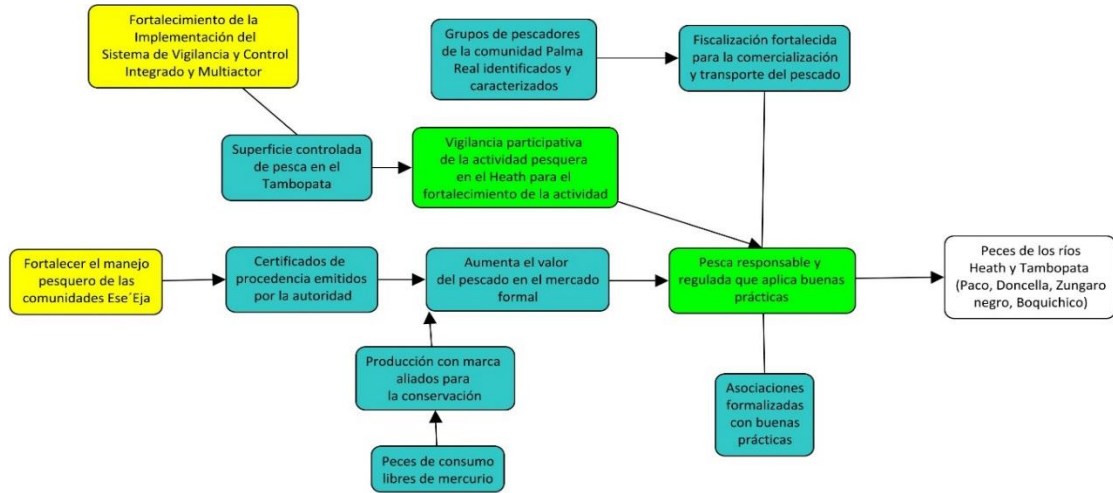 Fortalecimiento de la
Implementación del
Sistema de Vigilancia y Control
Integrado y Multiactor
Grupos de pescadores
de la comunidad Palma
Real identificados y
caracterizados
Fiscalización fortalecida
para la comercialización
y transporte del pescado
Superficie controlada
de pesca en el
Tambopata
Vigilancia participativa
de la actividad pesquera
en el Heath para el
fortalecimiento de la actividad
Fortalecer el manejo
pesquero de las
comunidades Ese´Eja
Certificados de
procedencia emitidos
por la autoridad
Aumenta el valor
del pescado en el mercado
formal
Pesca responsable y
regulada que aplica buenas
prácticas
Peces de los ríos
Heath y Tambopata
(Paco, Doncella, Zungaro
negro, Boquichico)
Producción con marca
aliados para
la conservación
Asociaciones
formalizadas
con buenas
prácticas
Peces de consumo
libres de mercurio